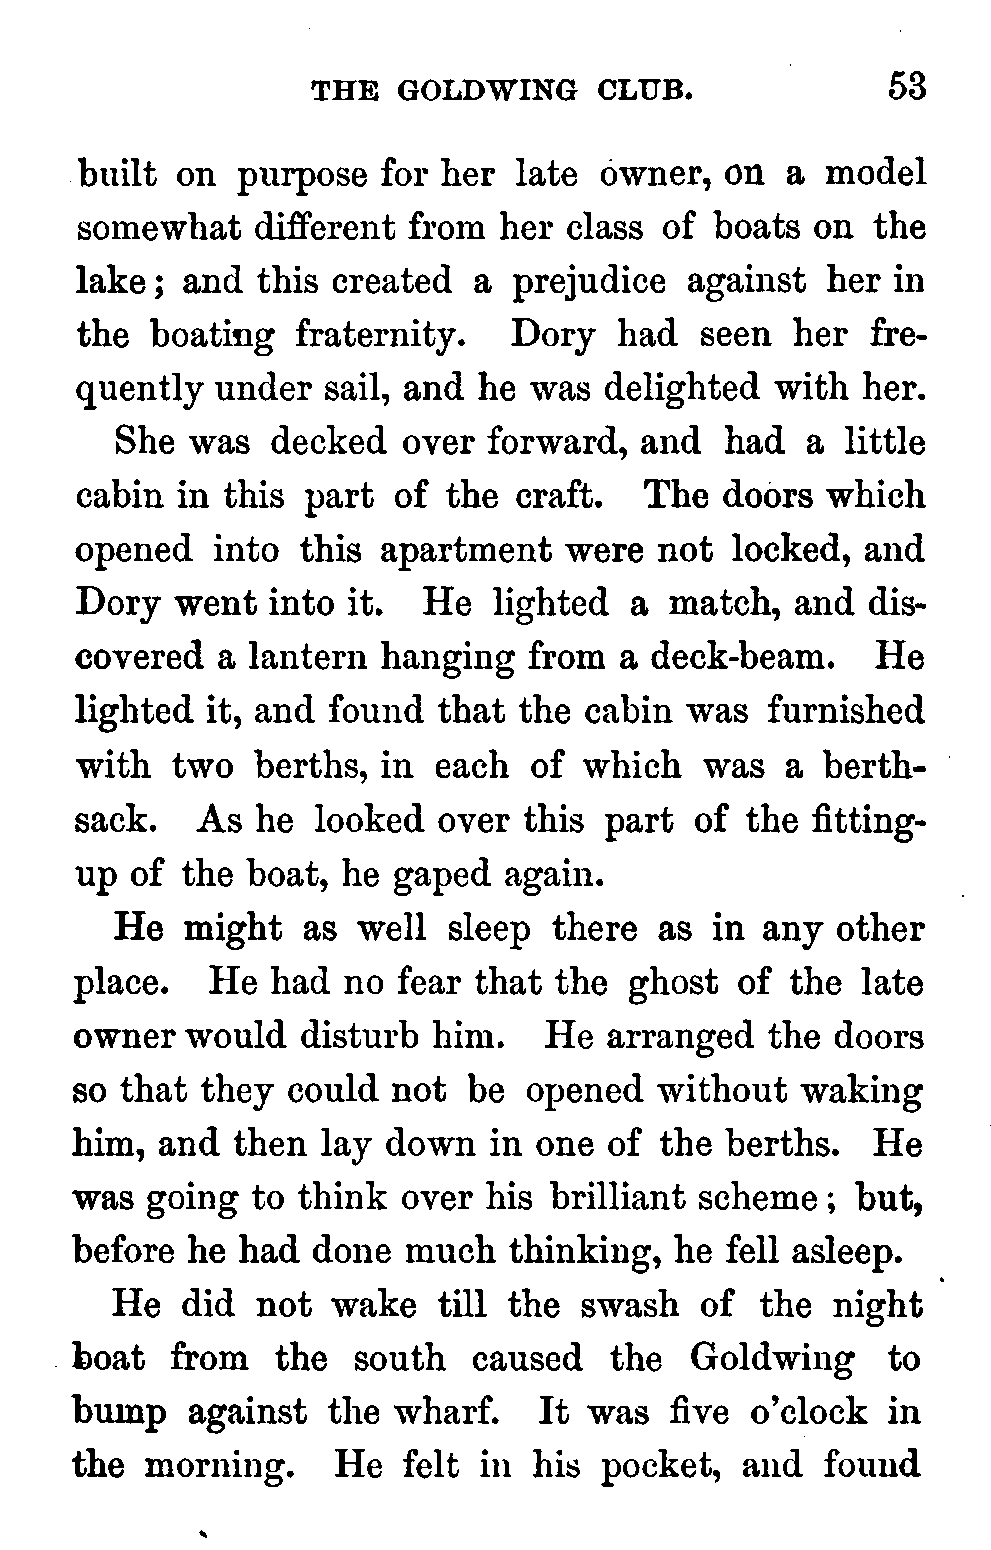 THE GOLDWING CLUB. 53
built on purpose for her late owner, on a model
somewhat different from her class of boats on the
lake; and this created a prejudice against her in
the boating fraternity. Dory had seen her fre-
quently under sail, and he was delighted with her.
She was decked over forward, and had a little
cabin in this part of the craft. The doors which
opened into this apartment were not locked, and
Dory went into it. He lighted a match, and dis-
covered a lantern hanging from a deck-beam. He
lighted it, and found that the cabin was furnished
with two berths, in each of which was a berth-
sack. As he looked over this part of the fitting-
up of the boat, he gaped again.
He might as well sleep there as in any other
place. He had no fear that the ghost of the late
owner would disturb him. He arranged the doors
so that they could not be opened without waking
him, and then lay down in one of the berths. He
was going to think over his brilliant scheme; but,
before he had done much thinking, he fell asleep.
He did not wake till the swash of the night
boat from the south caused the Goldwing to
bump against the wharf. It was five o'clock in
the morning. He felt in his pocket, and found